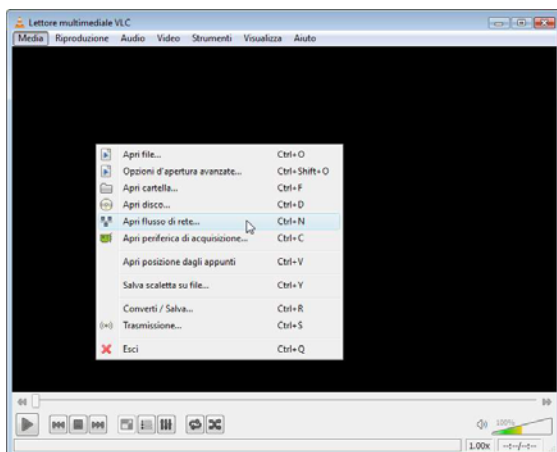 Lettore multimediale VLC
Media Riproduzione Audio Video Strumenti Visualizza Aiuto
Apri file... Ctrl+O
Opzioni d'apertura avanzate... Ctrl+Shift+O
Apri cartella... Ctrl+F
Apri disco... Ctrl+D
Apri flusso di rete... Ctrl+N
Apri periferica di acquisizione... Ctrl+C
Apri posizione dagli appunti Ctrl+V
Salva scaletta su file... Ctrl+Y
Converti / Salva... Ctrl+R
Trasmissione... Ctrl+S
Esci Ctrl+Q
100%
1.00x --:--/--:--